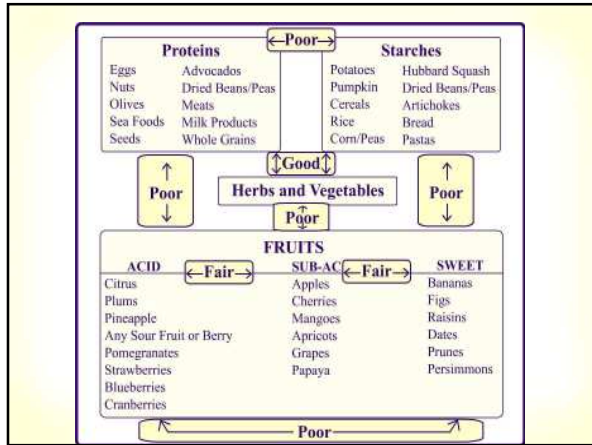 Poor
Proteins
Eggs
Nuts
Olives
Sea Foods
Seeds
Advocados
Dried Beans/Peas
Meats
Milk Products
Whole Grains
Starches
Potatoes
Pumpkin
Cereals
Rice
Corn/Peas
Hubbard Squash
Dried Beans/Peas
Artichokes
Bread
Pastas
Good
Herbs and Vegetables
Poor
Poor
Poor
FRUITS
ACID
Fair
SUB-AC
Fair
SWEET
Citrus
Plums
Pineapple
Any Sour Fruit or Berry
Pomegranates
Strawberries
Blueberries
Cranberries
Apples
Cherries
Mangoes
Apricots
Grapes
Papaya
Bananas
Figs
Raisins
Dates
Prunes
Persimmons
Poor